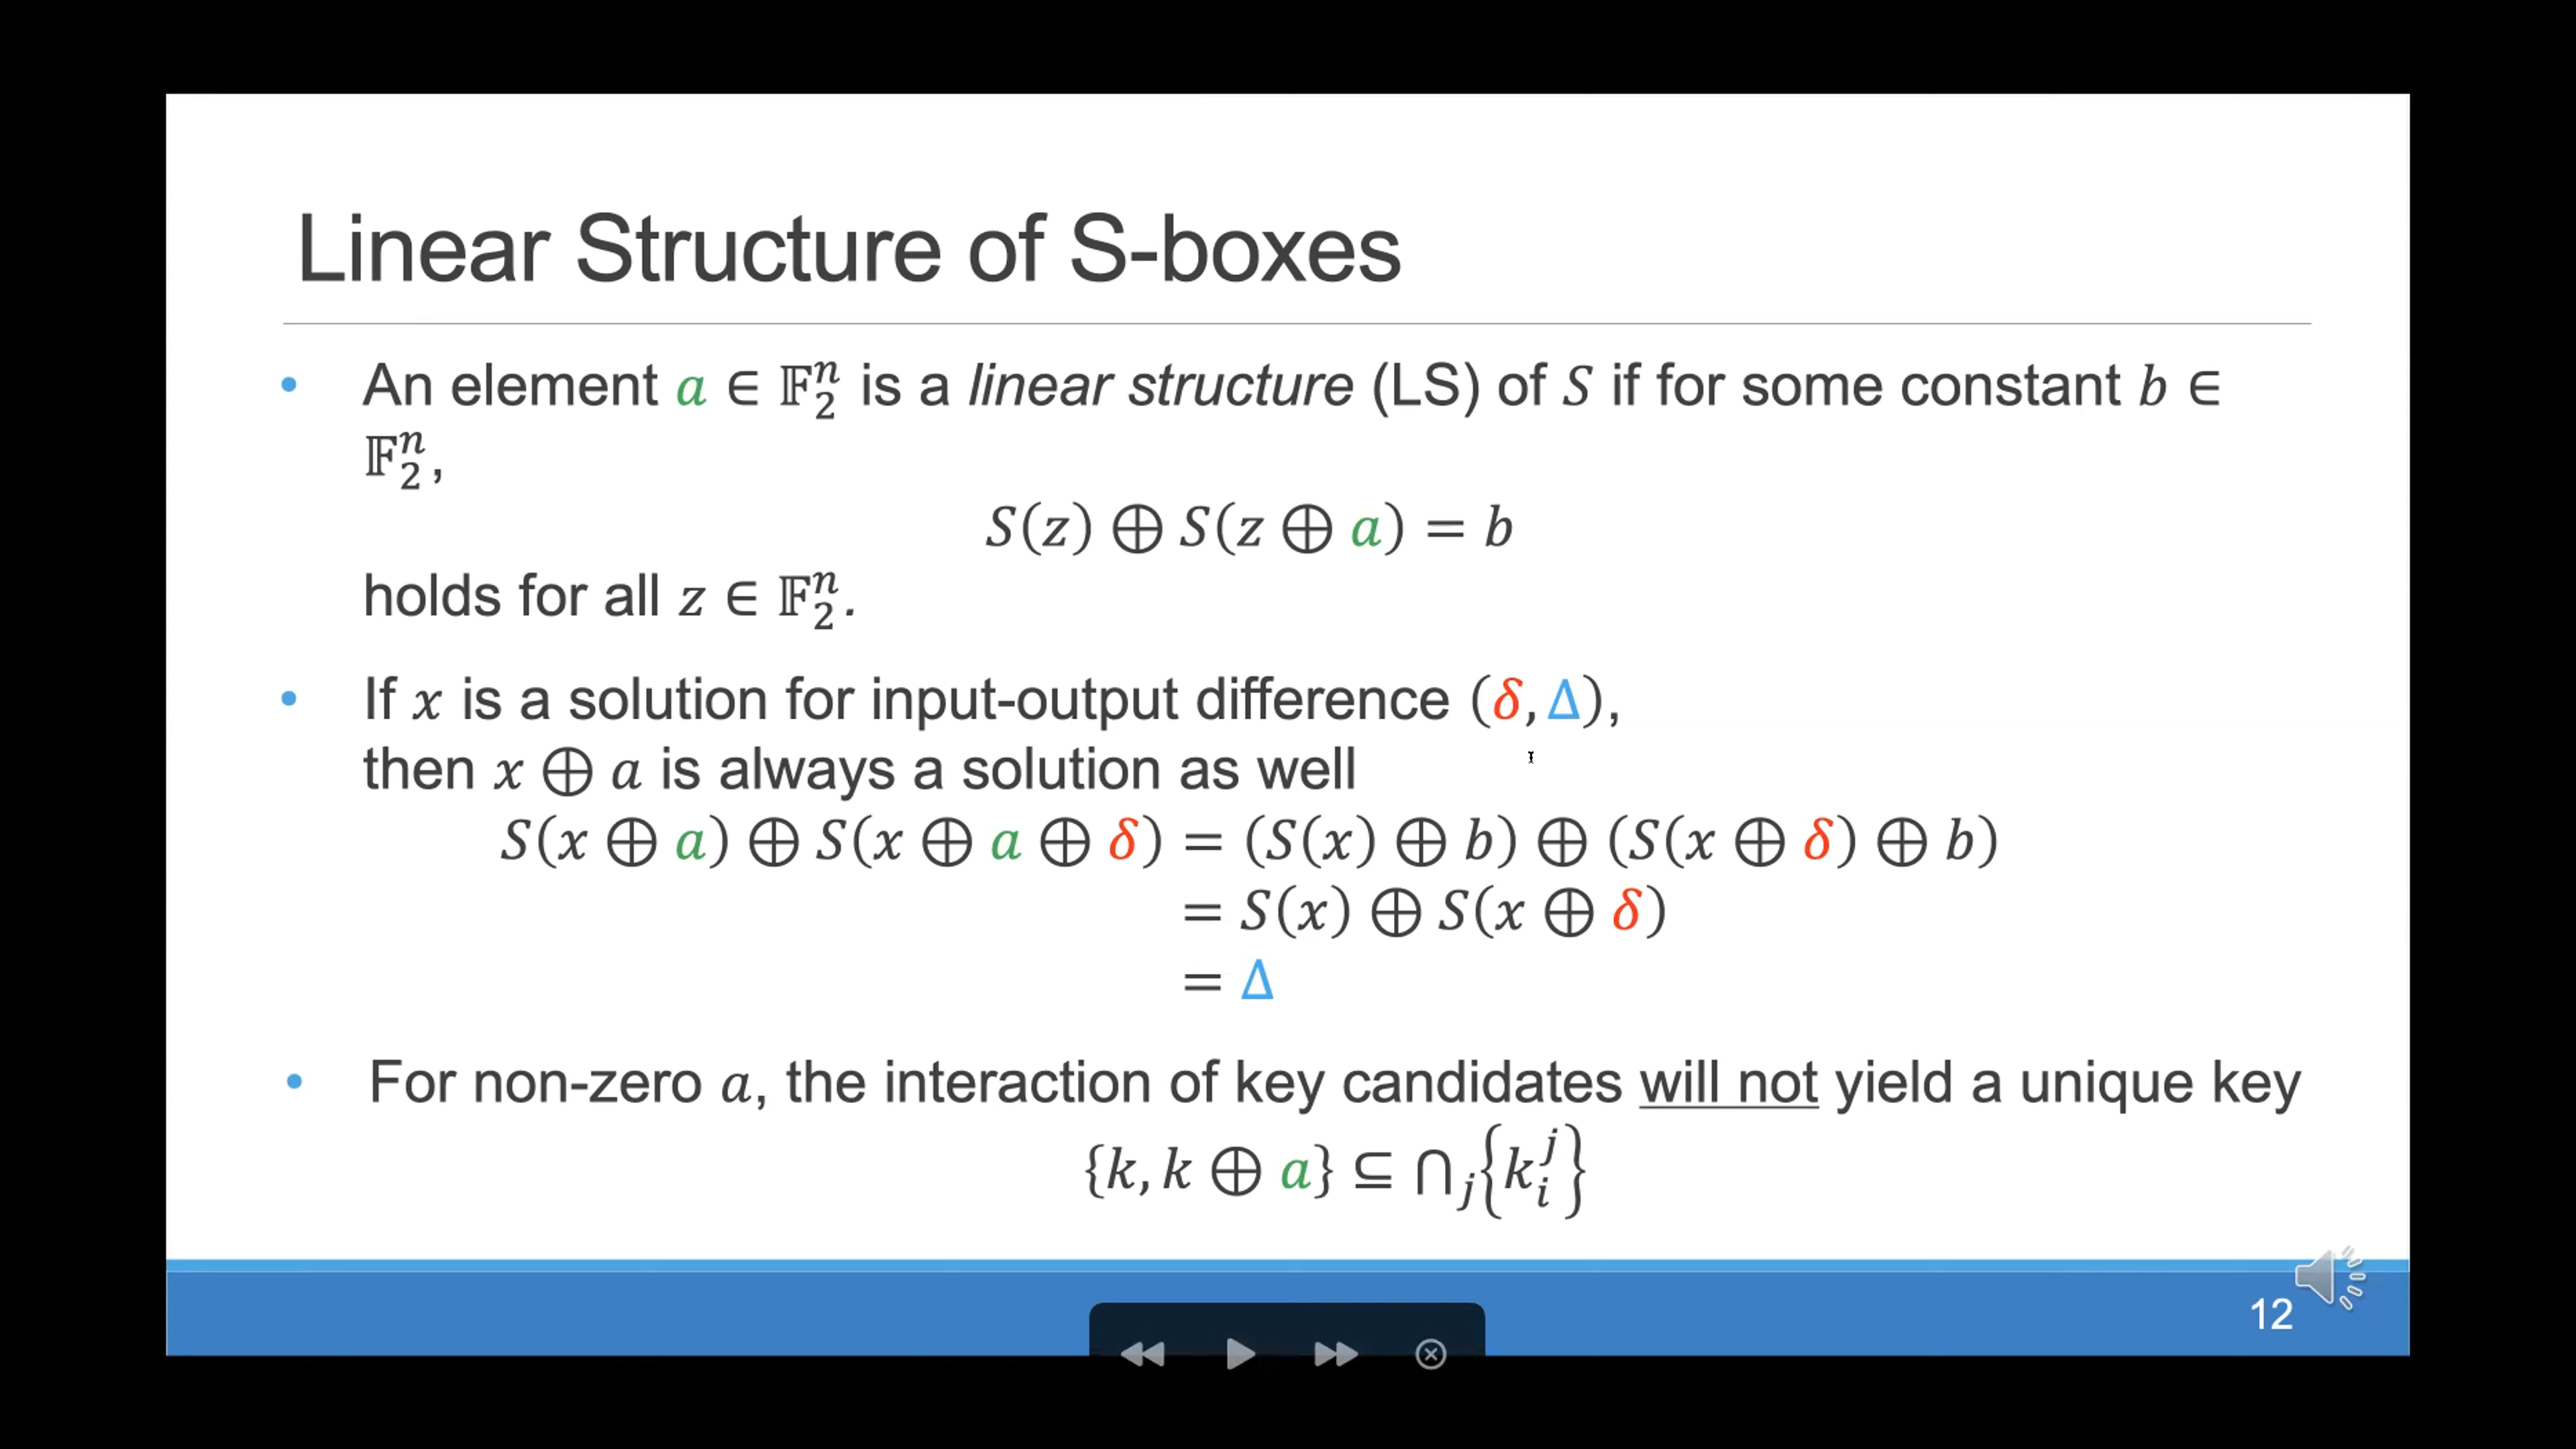 Linear Structure of S-boxes
• An element a ∈ 𝔽₂ⁿ is a linear structure (LS) of S if for some constant b ∈
𝔽₂ⁿ,
S(z) ⊕ S(z ⊕ a) = b
holds for all z ∈ 𝔽₂ⁿ.
• If x is a solution for input-output difference (δ, Δ),
then x ⊕ a is always a solution as well
S(x ⊕ a) ⊕ S(x ⊕ a ⊕ δ) = (S(x) ⊕ b) ⊕ (S(x ⊕ δ) ⊕ b)
= S(x) ⊕ S(x ⊕ δ)
= Δ
• For non-zero a, the interaction of key candidates will not yield a unique key
{k, k ⊕ a} ⊆ ∩_j{k_i^j}
12